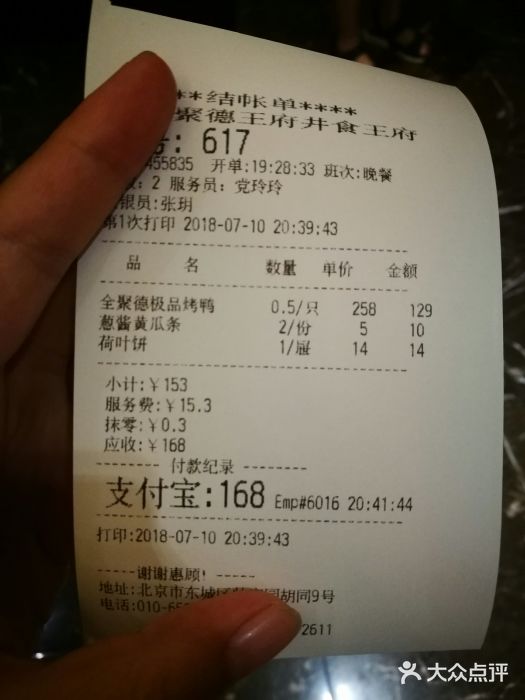 **结帐单****
聚德王府井食王府
: 617
455835 开单:19:28:33 班次:晚餐
: 2 服务员: 党玲玲
银员:张玥
第1次打印 2018-07-10 20:39:43
品 名 数量 单价 金额
全聚德极品烤鸭 0.5/只 258 129
葱酱黄瓜条 2/份 5 10
荷叶饼 1/屉 14 14
小计:￥153
服务费:￥15.3
抹零:￥0.3
应收:￥168
-------- 付款纪录 --------
支付宝:168 Emp#6016 20:41:44
打印:2018-07-10 20:39:43
-----谢谢惠顾! -----
地址:北京市东城区 胡同9号
电话:010-65
2611
大众点评